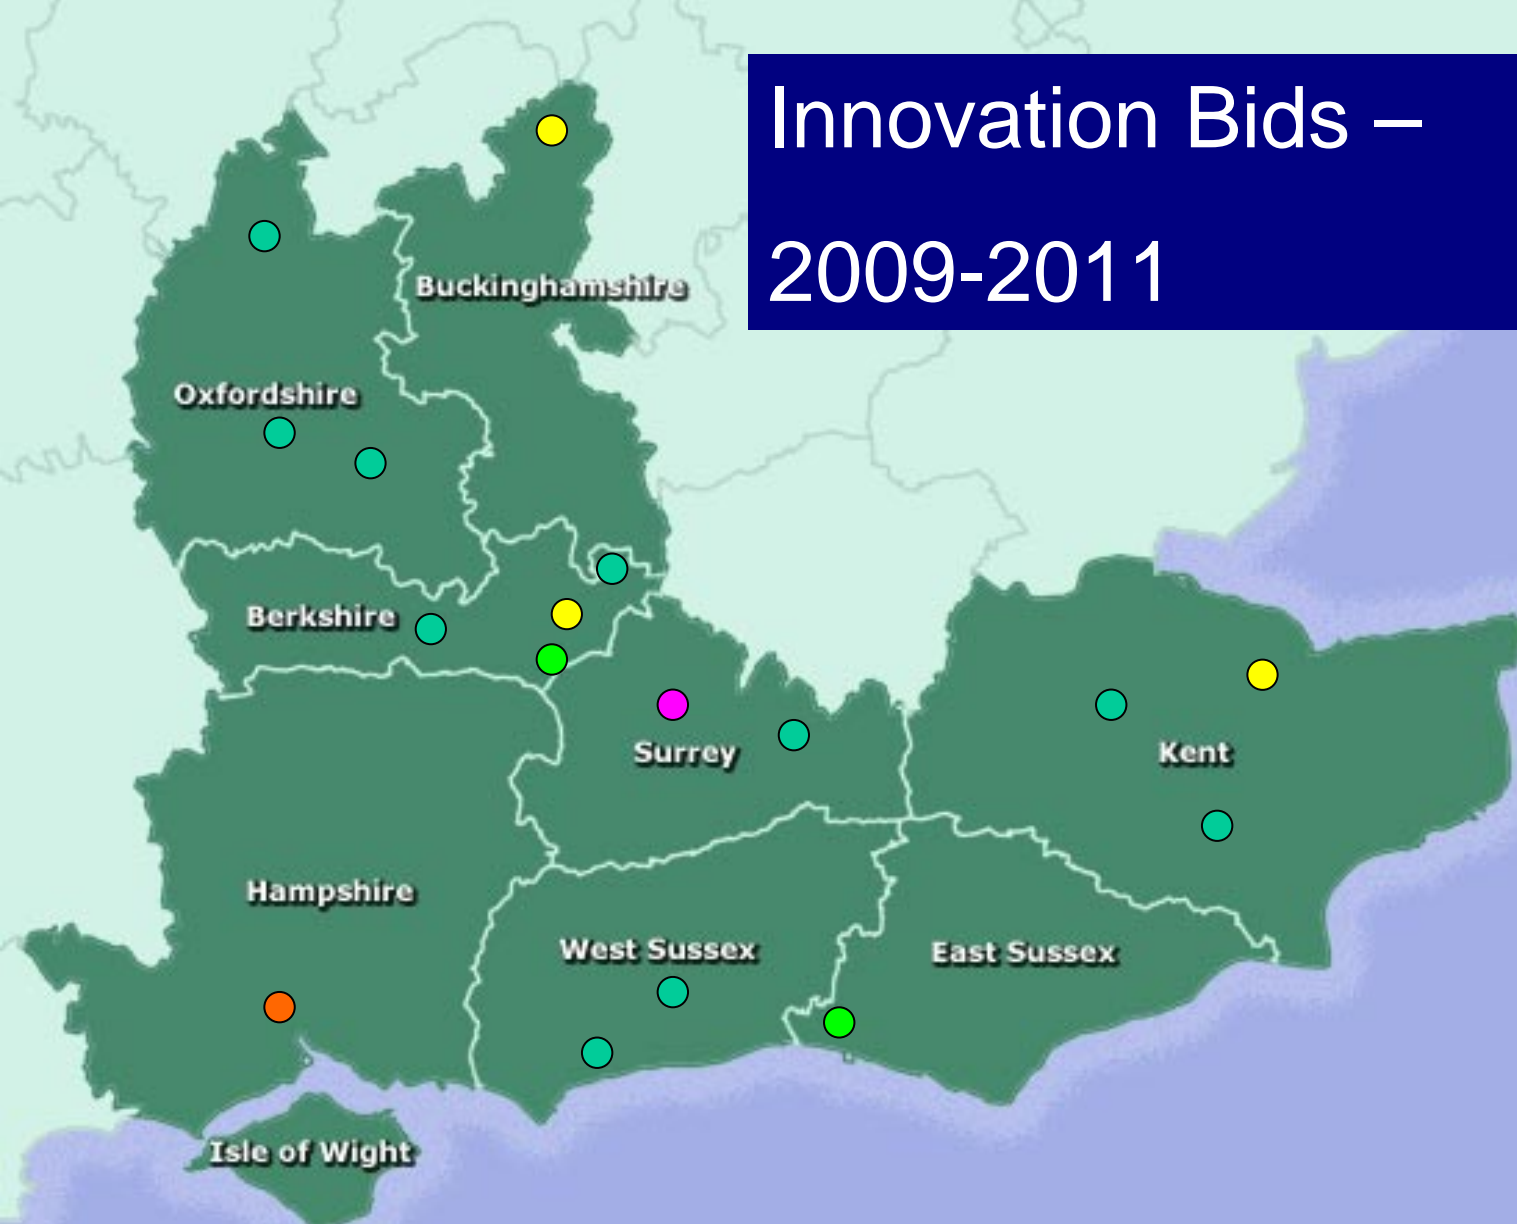 Innovation Bids –
2009-2011
Buckinghamshire
Oxfordshire
Berkshire
Surrey
Kent
Hampshire
West Sussex
East Sussex
Isle of Wight